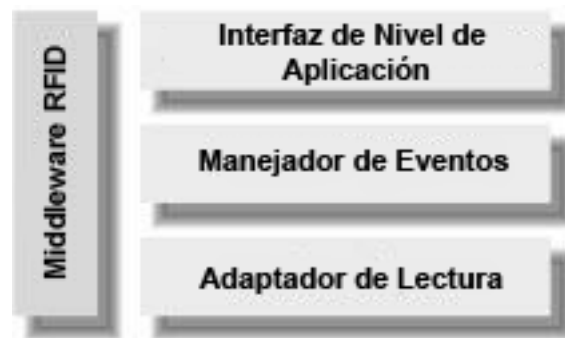 Middleware RFID
Interfaz de Nivel de
Aplicación
Manejador de Eventos
Adaptador de Lectura